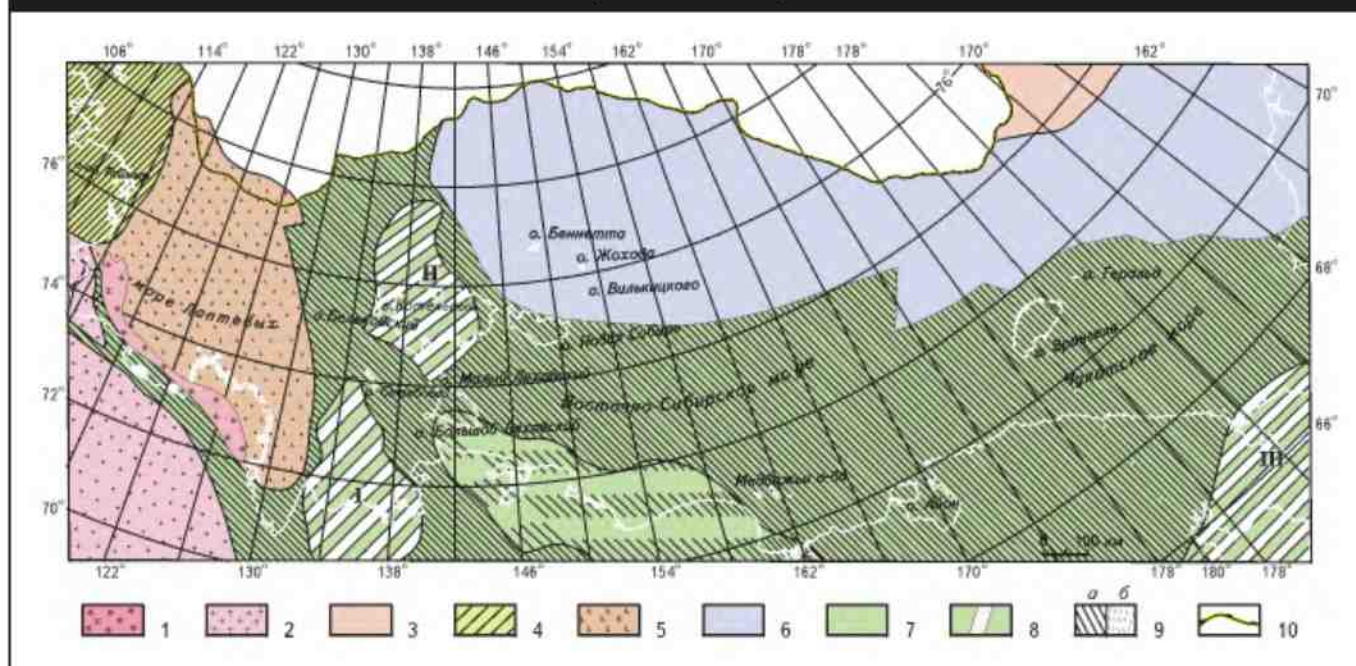 106° 114° 122° 130° 138° 146° 154° 162° 170° 178° 178° 170° 162°
76° 70°
76°
о. Беннетта
о. Жохова
68°
74° II о. Вилькицкого о. Геральд
море Лаптевых
о. Новая Сибирь о. Врангеля
72° Восточно-Сибирское море Чукотское море 66°
о. Большой Ляховский
III
I Медвежьи о-ва
70° о. Айон
0 100 км
122° 130° 138° 146° 154° 162° 170° 178° 180° 178°
а б
1 2 3 4 5 6 7 8 9 10